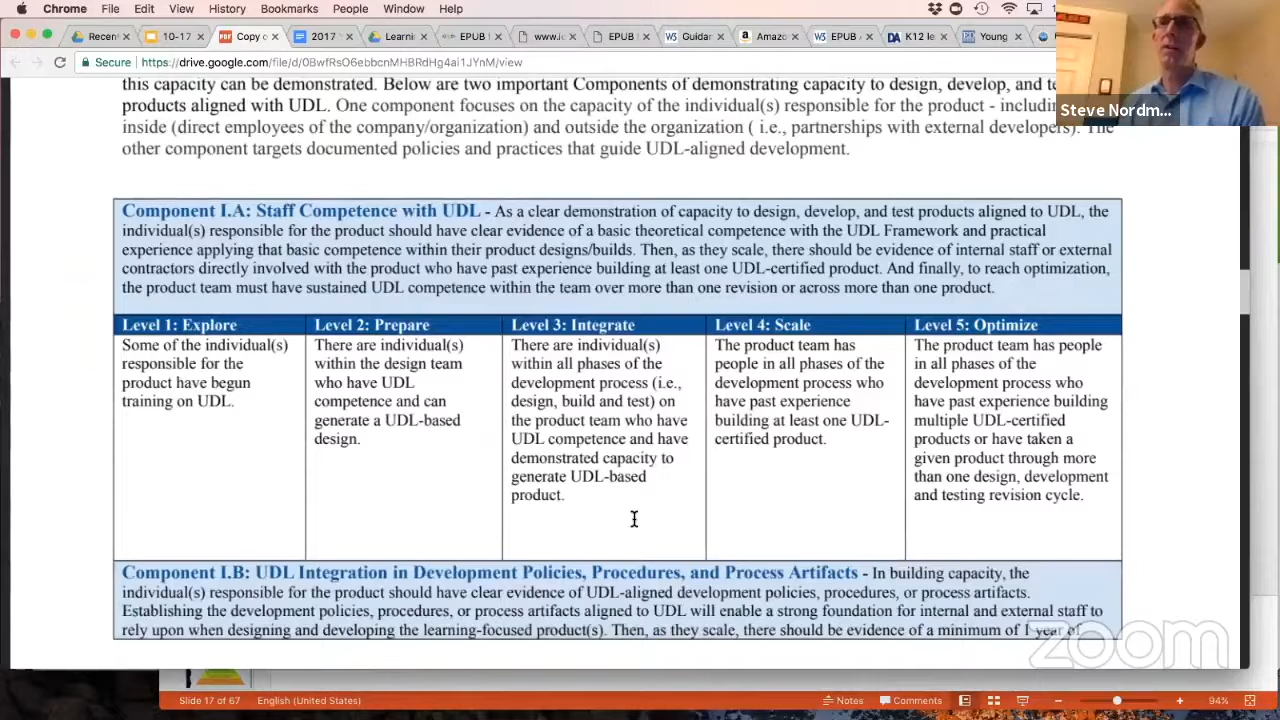 Chrome File Edit View History Bookmarks People Window Help
Recen 10-17 Copy o 2017 Learni EPUB www.i EPUB Guidar Amazo EPUB K12 le Young
Secure https://drive.google.com/file/d/0BwfRsO6ebbcnMHBRdHg4ai1JYnM/view
Steve Nordm...
this capacity can be demonstrated. Below are two important Components of demonstrating capacity to design, develop, and te
products aligned with UDL. One component focuses on the capacity of the individual(s) responsible for the product - includin
inside (direct employees of the company/organization) and outside the organization ( i.e., partnerships with external developers). The
other component targets documented policies and practices that guide UDL-aligned development.
Component I.A: Staff Competence with UDL - As a clear demonstration of capacity to design, develop, and test products aligned to UDL, the
individual(s) responsible for the product should have clear evidence of a basic theoretical competence with the UDL Framework and practical
experience applying that basic competence within their product designs/builds. Then, as they scale, there should be evidence of internal staff or external
contractors directly involved with the product who have past experience building at least one UDL-certified product. And finally, to reach optimization,
the product team must have sustained UDL competence within the team over more than one revision or across more than one product.
Level 1: Explore
Some of the individual(s)
responsible for the
product have begun
training on UDL.
Level 2: Prepare
There are individual(s)
within the design team
who have UDL
competence and can
generate a UDL-based
design.
Level 3: Integrate
There are individual(s)
within all phases of the
development process (i.e.,
design, build and test) on
the product team who have
UDL competence and have
demonstrated capacity to
generate UDL-based
product.
Level 4: Scale
The product team has
people in all phases of the
development process who
have past experience
building at least one UDL-
certified product.
Level 5: Optimize
The product team has people
in all phases of the
development process who
have past experience building
multiple UDL-certified
products or have taken a
given product through more
than one design, development
and testing revision cycle.
Component I.B: UDL Integration in Development Policies, Procedures, and Process Artifacts - In building capacity, the
individual(s) responsible for the product should have clear evidence of UDL-aligned development policies, procedures, or process artifacts.
Establishing the development policies, procedures, or process artifacts aligned to UDL will enable a strong foundation for internal and external staff to
rely upon when designing and developing the learning-focused product(s). Then, as they scale, there should be evidence of a minimum of 1 year of
zoom
Slide 17 of 67 English (United States) Notes Comments 94%